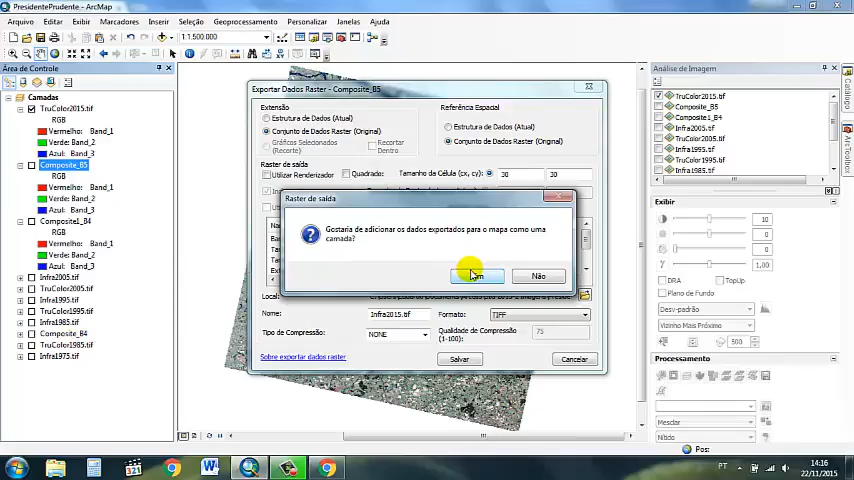 PresidentePrudente - ArcMap
Arquivo Editar Exibir Marcadores Inserir Seleção Geoprocessamento Personalizar Janelas Ajuda
1:1.500.000
Área de Controle
Camadas
TruColor2015.tif
RGB
Vermelho: Band_1
Verde: Band_2
Azul: Band_3
Composite_B5
RGB
Vermelho: Band_1
Verde: Band_2
Azul: Band_3
Composite1_B4
RGB
Vermelho: Band_1
Verde: Band_2
Azul: Band_3
Infra2005.tif
TruColor2005.tif
Infra1995.tif
TruColor1995.tif
Infra1985.tif
Composite_B4
TruColor1985.tif
Infra1975.tif
Exportar Dados Raster - Composite_B5
Extensão
Estrutura de Dados (Atual)
Conjunto de Dados Raster (Original)
Gráficos Selecionados (Recorte)
Recortar Dentro
Referência Espacial
Estrutura de Dados (Atual)
Conjunto de Dados Raster (Original)
Raster de saída
Utilizar Renderizador
Quadrado:
Tamanho da Célula (cx, cy):
30
30
Raster de saída
Gostaria de adicionar os dados exportados para o mapa como uma camada?
Não
Local:
Nome:
Infra2015.tif
Formato:
TIFF
Tipo de Compressão:
NONE
Qualidade de Compressão (1-100):
75
Sobre exportar dados raster
Salvar
Cancelar
Análise de Imagem
TruColor2015.tif
Composite_B5
Composite1_B4
Infra2005.tif
TruColor2005.tif
Infra1995.tif
TruColor1995.tif
Infra1985.tif
Exibir
10
0
0
1,00
DRA
TopUp
Plano de Fundo
Desv-padrão
Vizinho Mais Próximo
500
Processamento
Mesclar
Nítido
Catálogo
ArcToolbox
Pos:
PT
14:16
22/11/2015
321